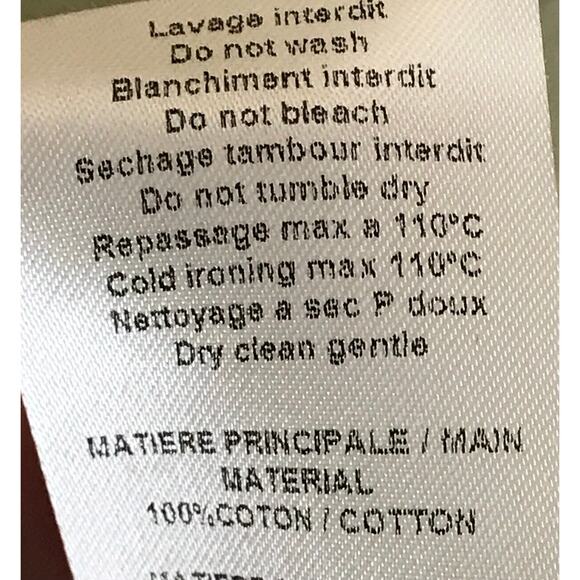 Lavage interdit
Do not wash
Blanchiment interdit
Do not bleach
Sechage tambour interdit
Do not tumble dry
Repassage max a 110°C
Cold ironing max 110°C
Nettoyage a sec P doux
Dry clean gentle
MATIERE PRINCIPALE / MAIN
MATERIAL
100%COTON / COTTON